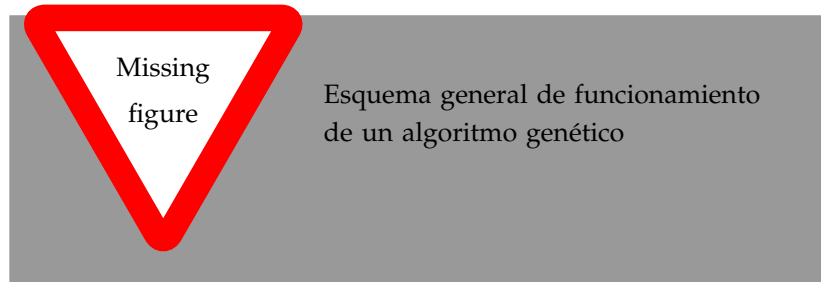 Missing
figure
Esquema general de funcionamiento
de un algoritmo genético